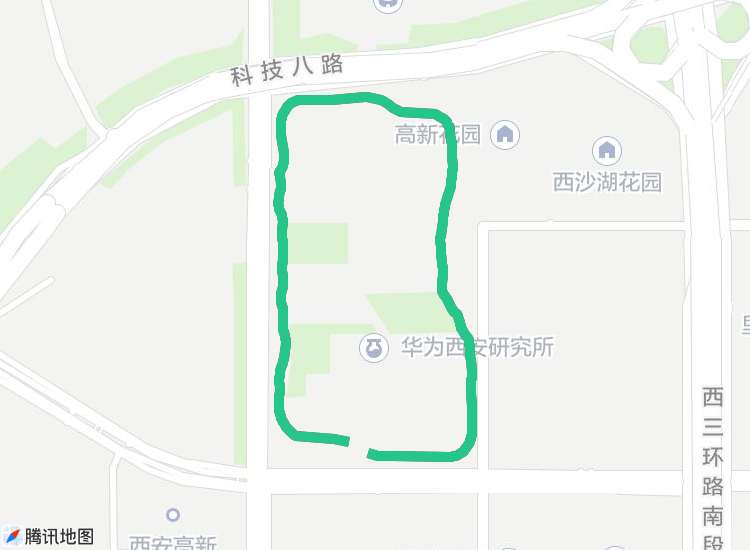 科技八路
高新花园
西沙湖花园
华为西安研究所
西三环路南段
西安高新
腾讯地图